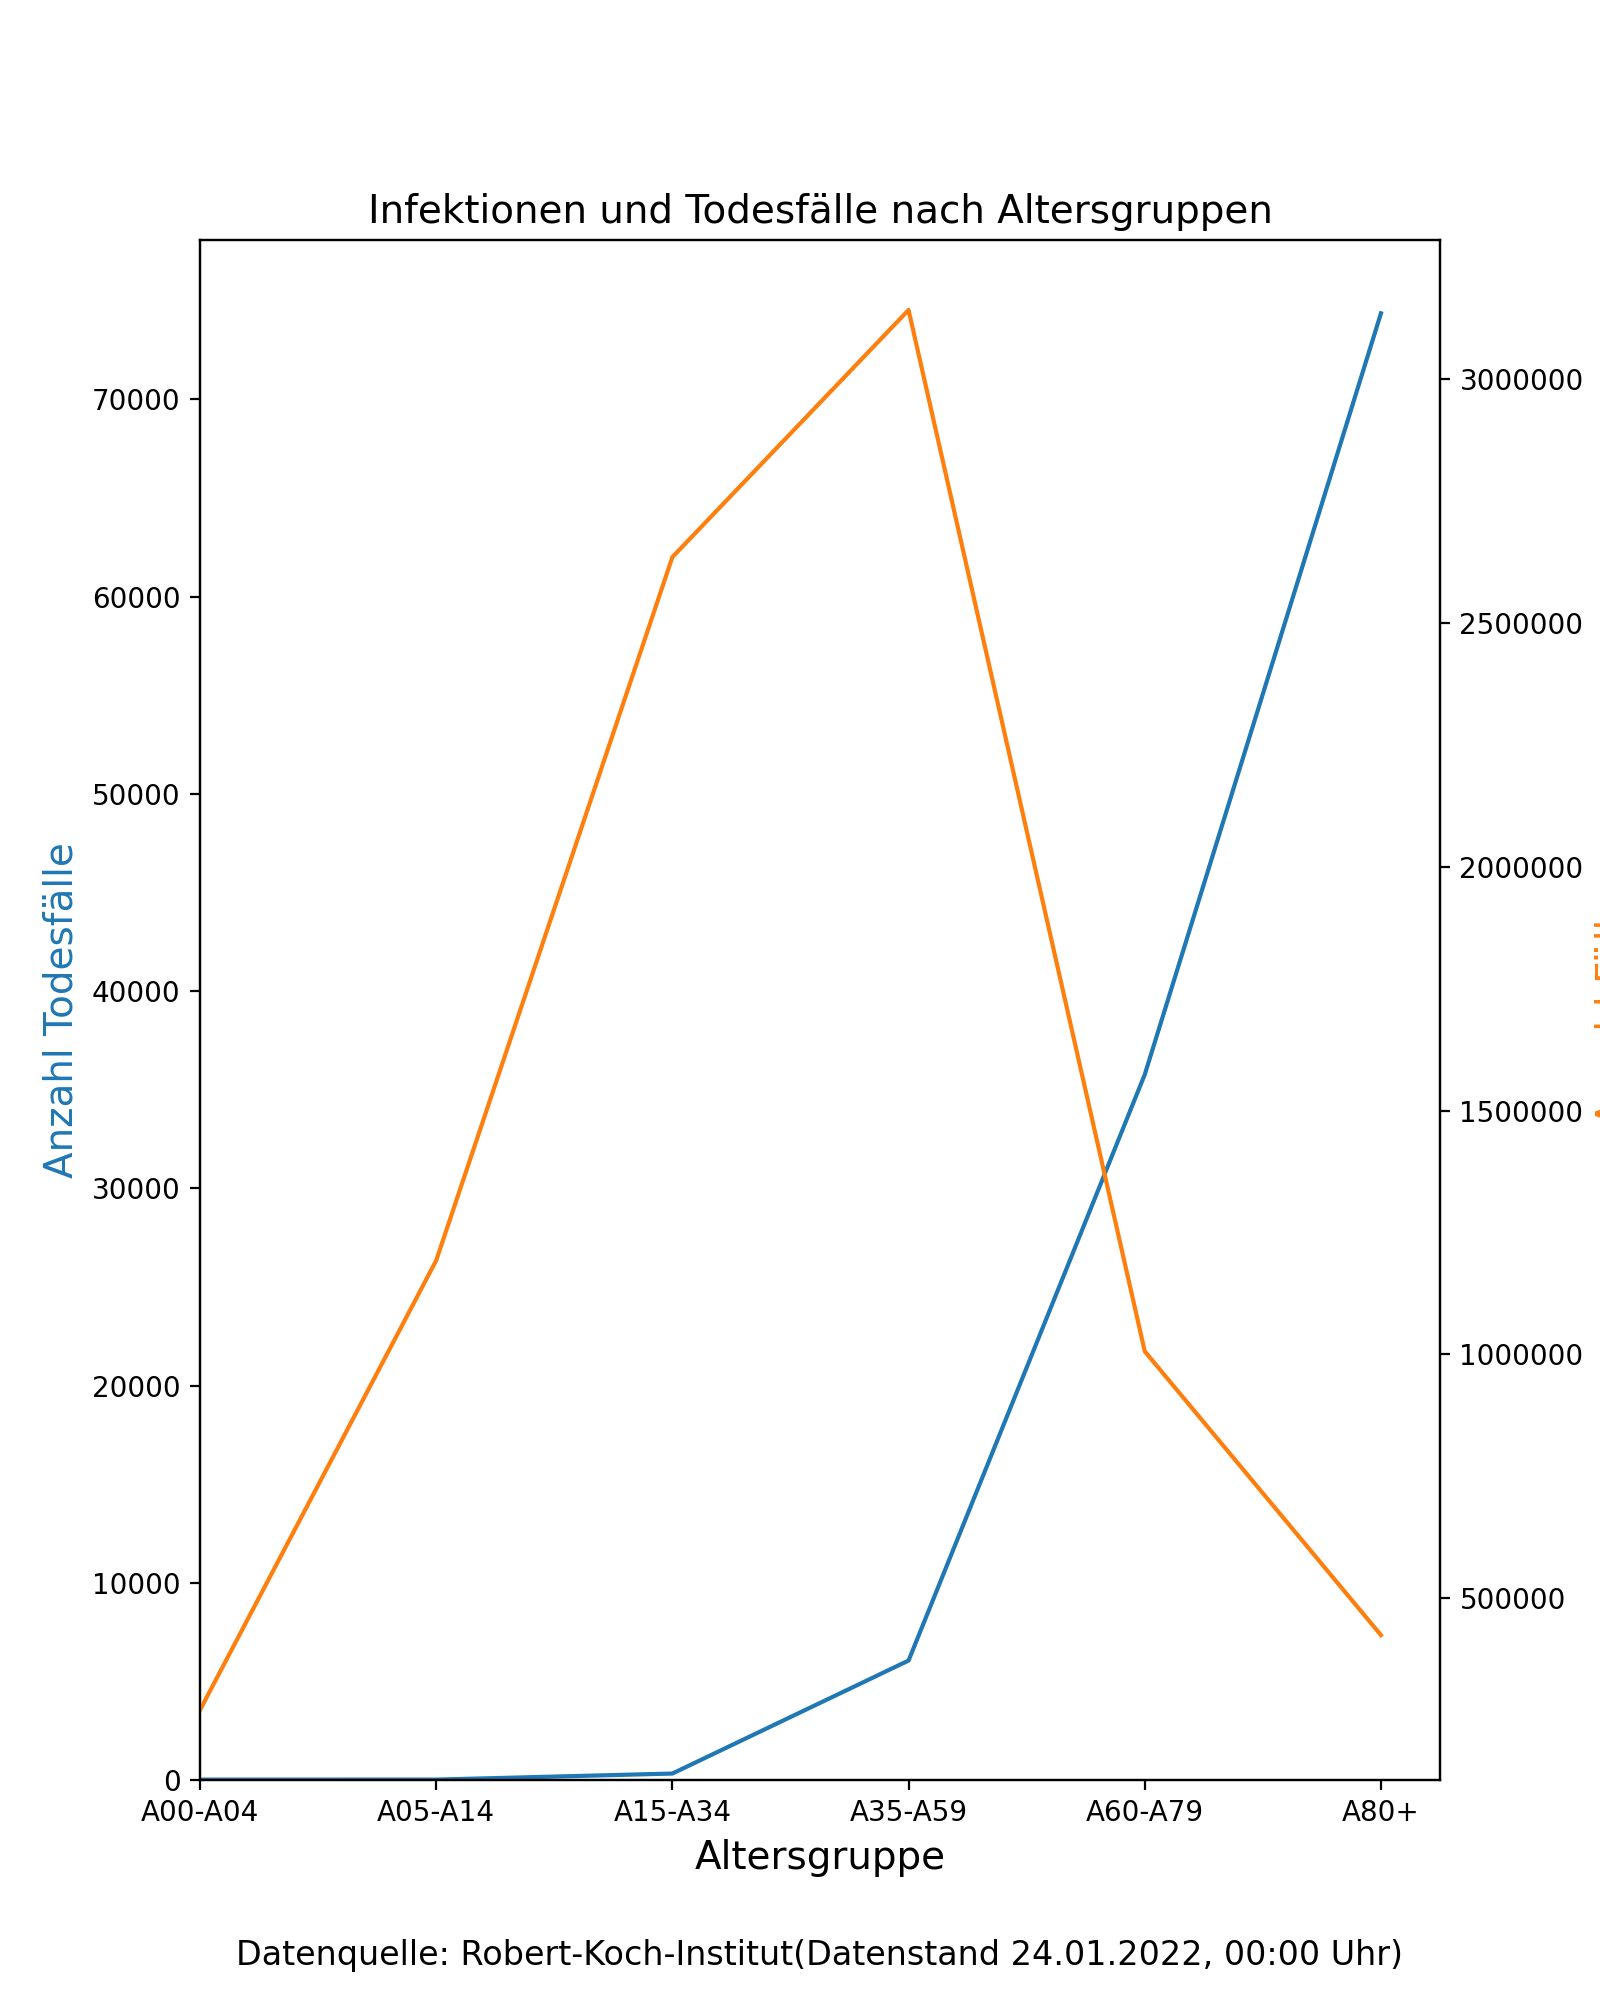 Infektionen und Todesfälle nach Altersgruppen
70000
60000
50000
40000
30000
20000
10000
0
Anzahl Todesfälle
3000000
2500000
2000000
1500000
1000000
500000
A00-A04 A05-A14 A15-A34 A35-A59 A60-A79 A80+
Altersgruppe
Datenquelle: Robert-Koch-Institut(Datenstand 24.01.2022, 00:00 Uhr)